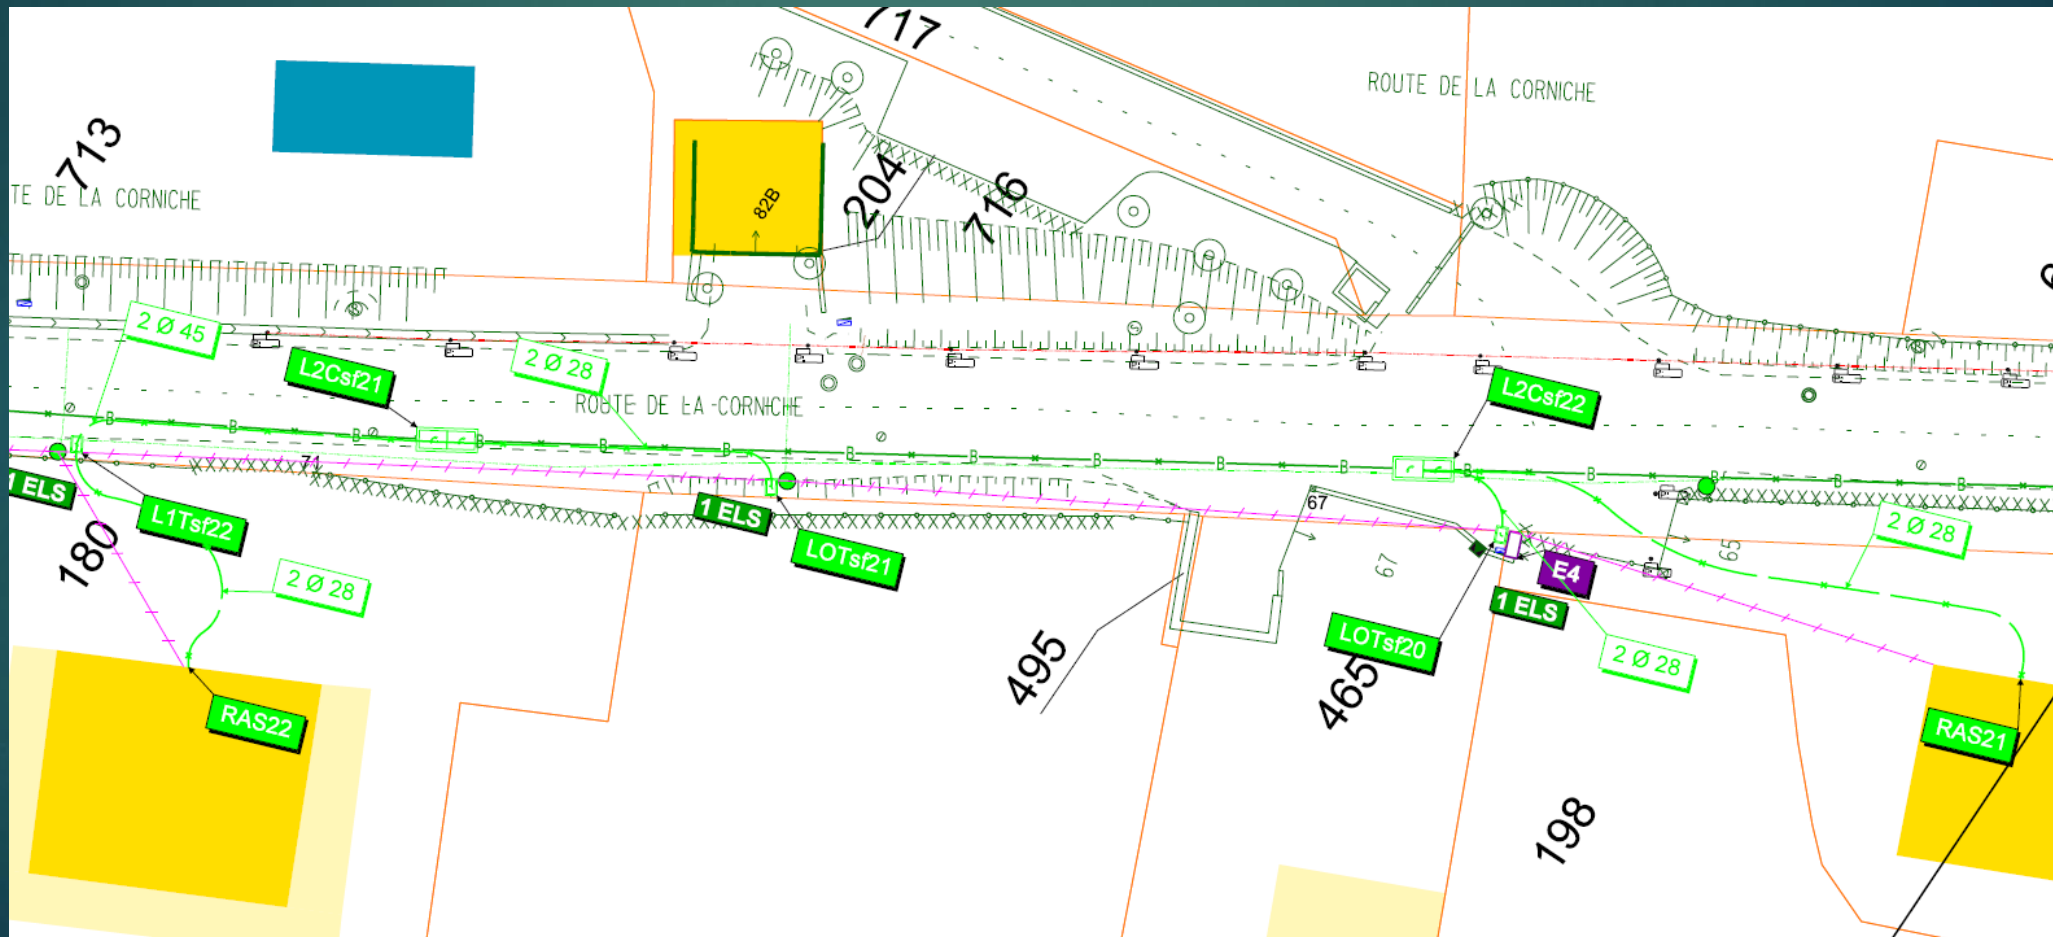 717
ROUTE DE LA CORNICHE
713
TE DE LA CORNICHE
82B
204
716
2 Ø 45
L2Csf21
2 Ø 28
ROUTE DE LA CORNICHE
L2Csf22
B B B B B B B B B B B B B B B B
71
1 ELS
L1Tsf22
180
1 ELS
LOTsf21
67
67
65
2 Ø 28
E4
1 ELS
2 Ø 28
LOTsf20
2 Ø 28
495
465
RAS22
RAS21
198